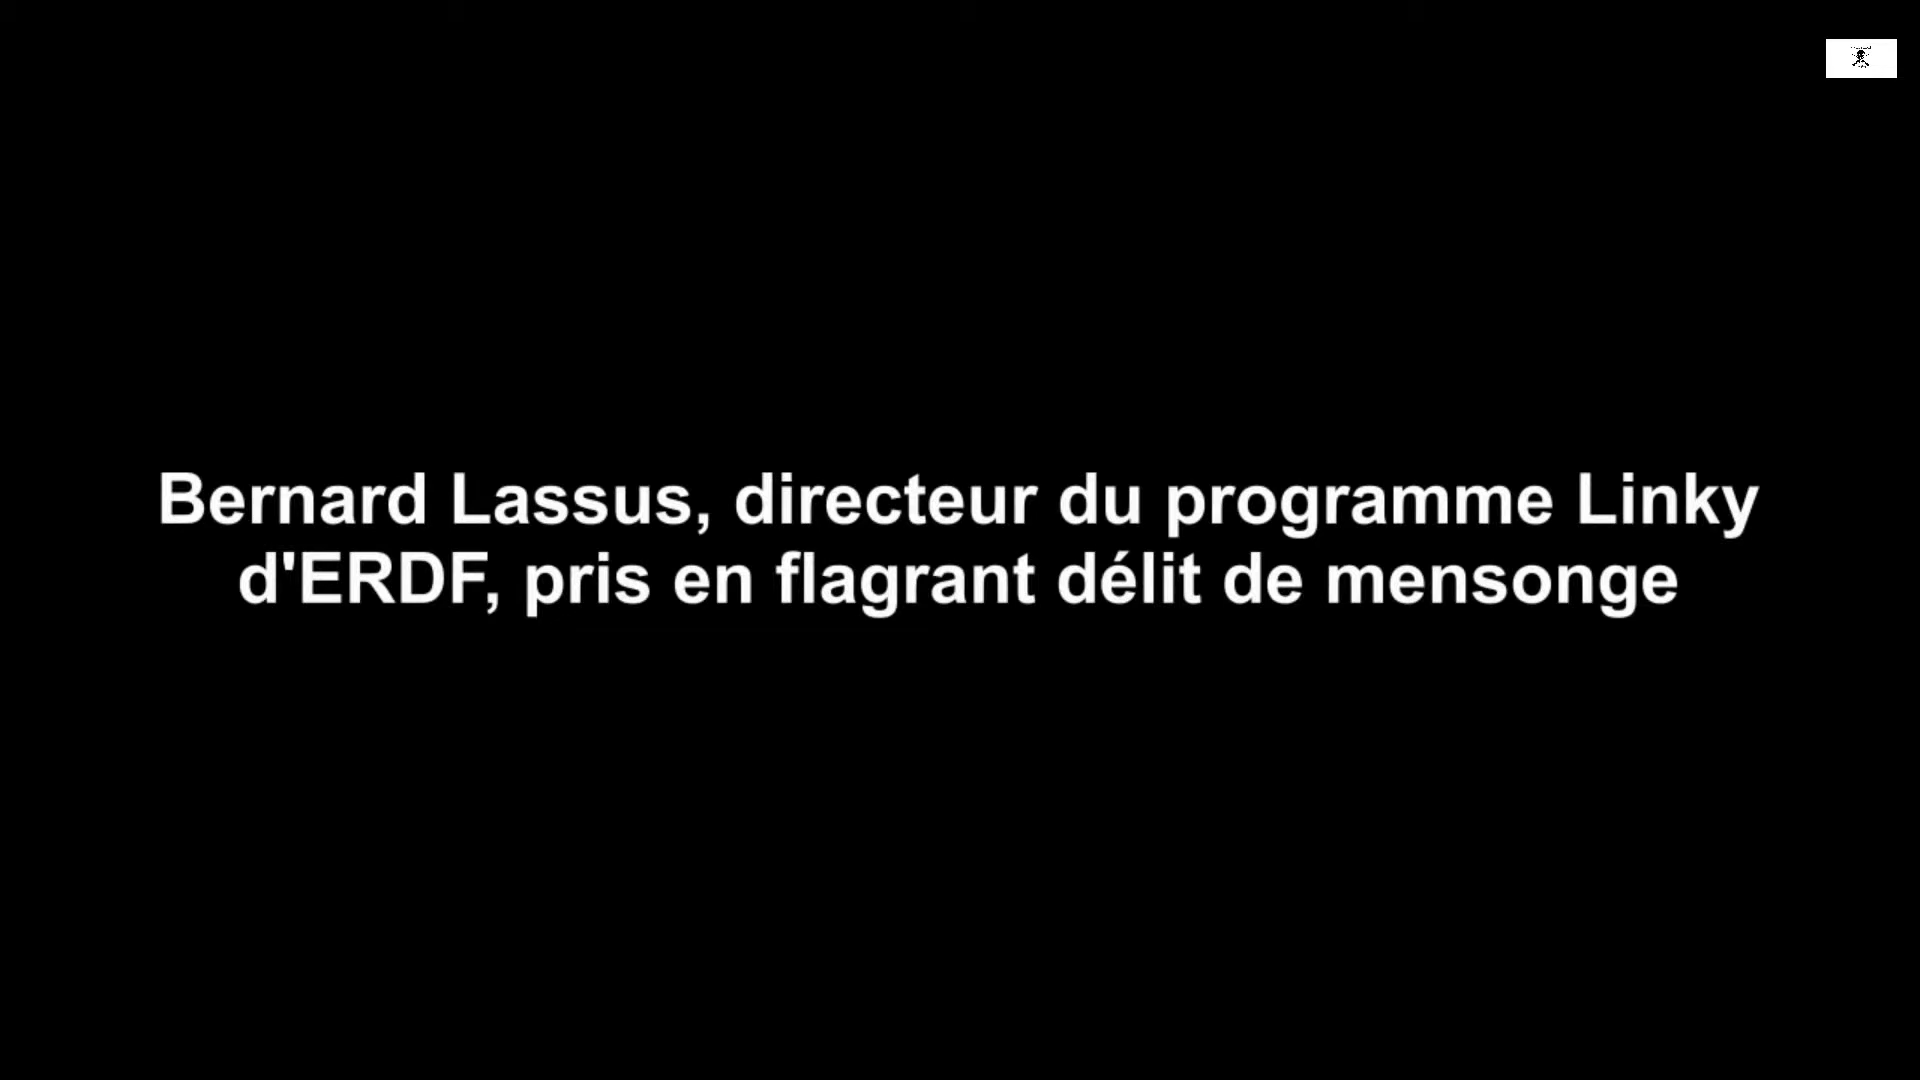 Bernard Lassus, directeur du programme Linky
d'ERDF, pris en flagrant délit de mensonge